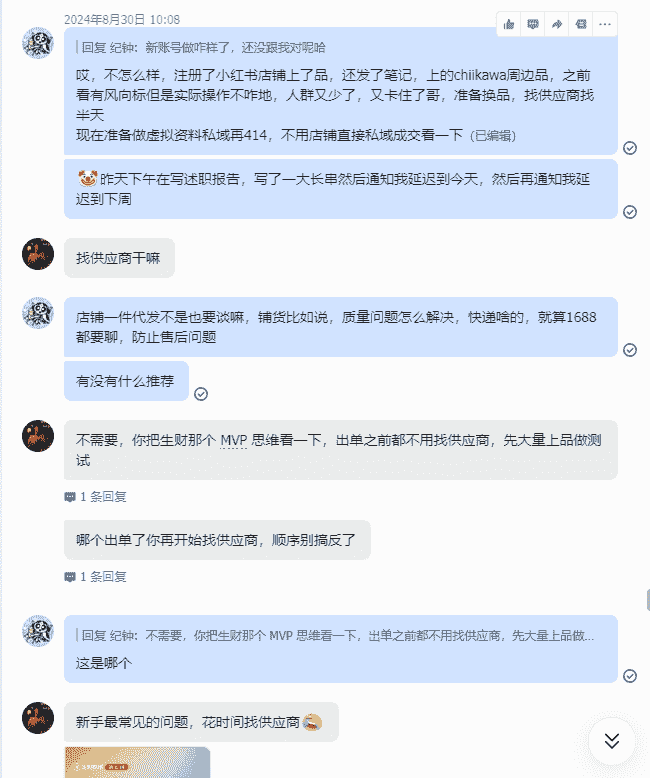 2024年8月30日 10:08
回复 纪钟：新账号做咋样了，还没跟我对呢哈
哎，不怎么样，注册了小红书店铺上了品，还发了笔记，上的chiikawa周边品，之前
看有风向标但是实际操作不咋地，人群又少了，又卡住了哥，准备换品，找供应商找
半天
现在准备做虚拟资料私域再414，不用店铺直接私域成交看一下（已编辑）
昨天下午在写述职报告，写了一大长串然后通知我延迟到今天，然后再通知我延
迟到下周
找供应商干嘛
店铺一件代发不是也要谈嘛，铺货比如说，质量问题怎么解决，快递啥的，就算1688
都要聊，防止售后问题
有没有什么推荐
不需要，你把生财那个 MVP 思维看一下，出单之前都不用找供应商，先大量上品做测
试
1 条回复
哪个出单了你再开始找供应商，顺序别搞反了
1 条回复
回复 纪钟：不需要，你把生财那个 MVP 思维看一下，出单之前都不用找供应商，先大量上品做...
这是哪个
新手最常见的问题，花时间找供应商